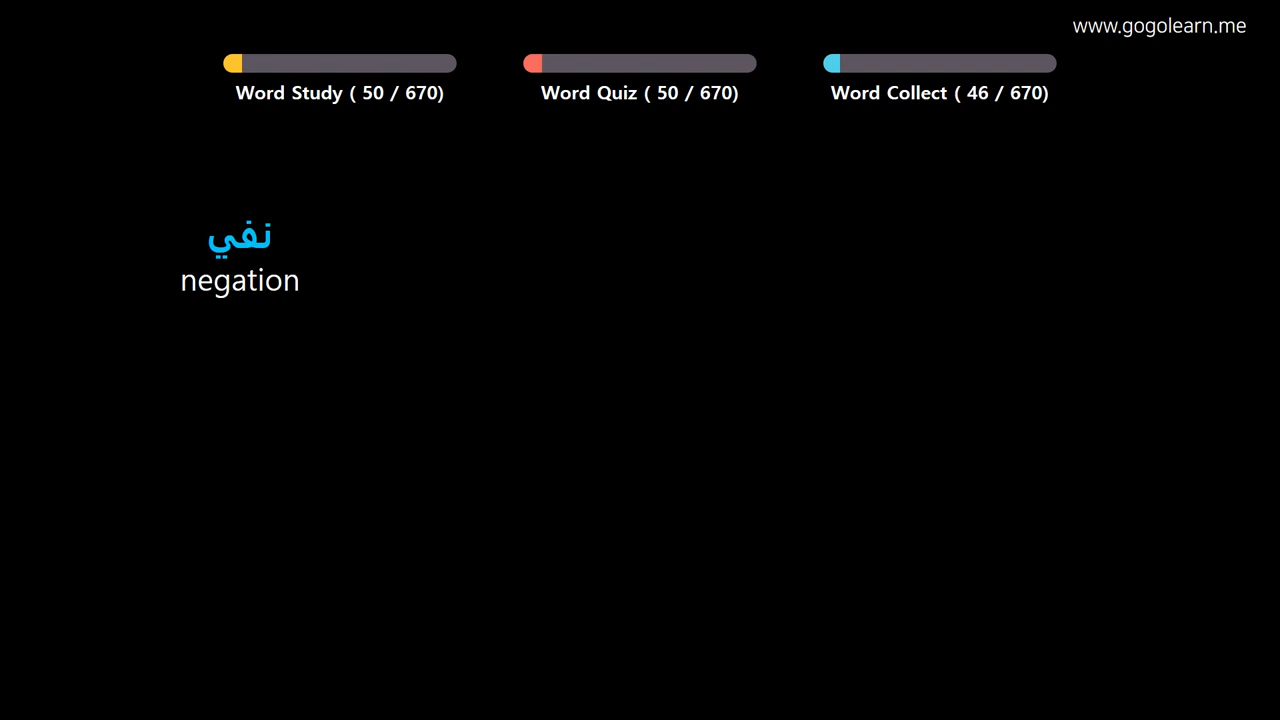 www.gogolearn.me
Word Study ( 50 / 670)
Word Quiz ( 50 / 670)
Word Collect ( 46 / 670)
نفي
negation